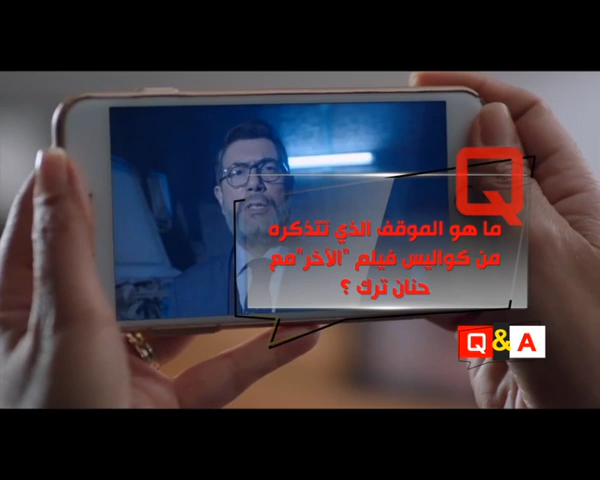 Q
ما هو الموقف الذي تتذكره
من كواليس فيلم "الآخر"مع
حنان ترك ؟
Q & A